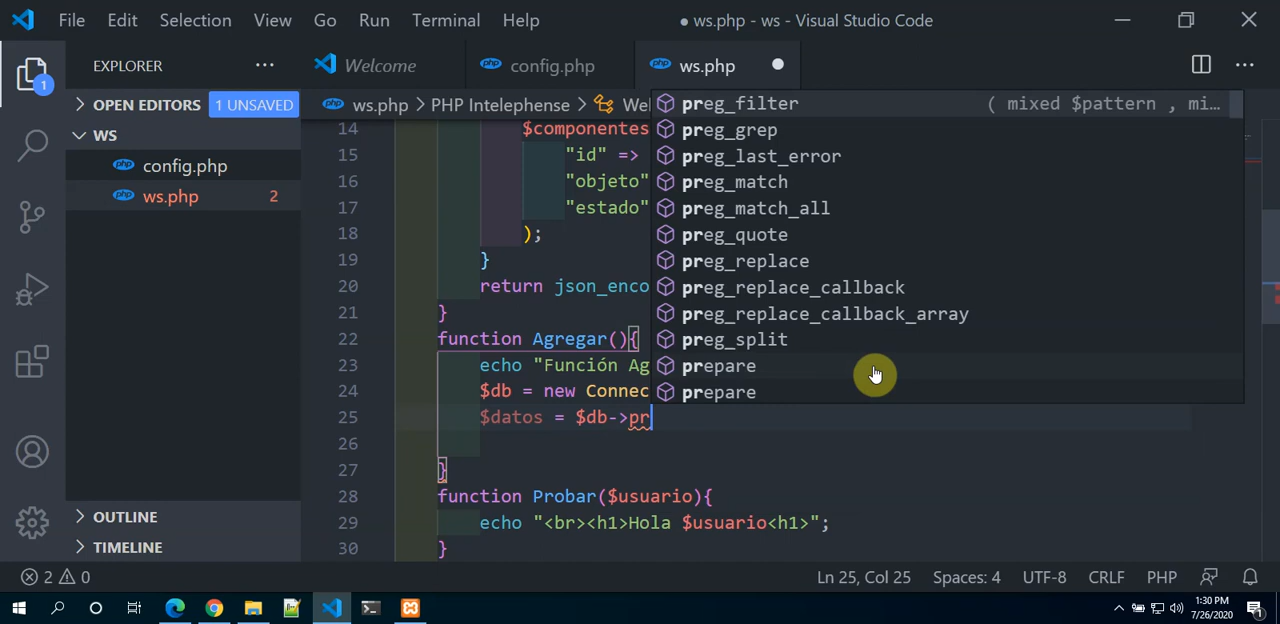 File Edit Selection View Go Run Terminal Help ● ws.php - ws - Visual Studio Code
EXPLORER ··· Welcome config.php ws.php
1
OPEN EDITORS 1 UNSAVED ws.php > PHP Intelephense > We
WS
config.php
ws.php 2
14 $componentes
15 "id" =>
16 "objeto"
17 "estado"
18 );
19 }
20 return json_enco
21 }
22 function Agregar(){
23 echo "Función Ag
24 $db = new Connec
25 $datos = $db->pr
26
27 }
28 function Probar($usuario){
29 echo "<br><h1>Hola $usuario<h1>";
30 }
preg_filter ( mixed $pattern , mi…
preg_grep
preg_last_error
preg_match
preg_match_all
preg_quote
preg_replace
preg_replace_callback
preg_replace_callback_array
preg_split
prepare
prepare
OUTLINE
TIMELINE
2 0 Ln 25, Col 25 Spaces: 4 UTF-8 CRLF PHP
1:30 PM
7/26/2020
1